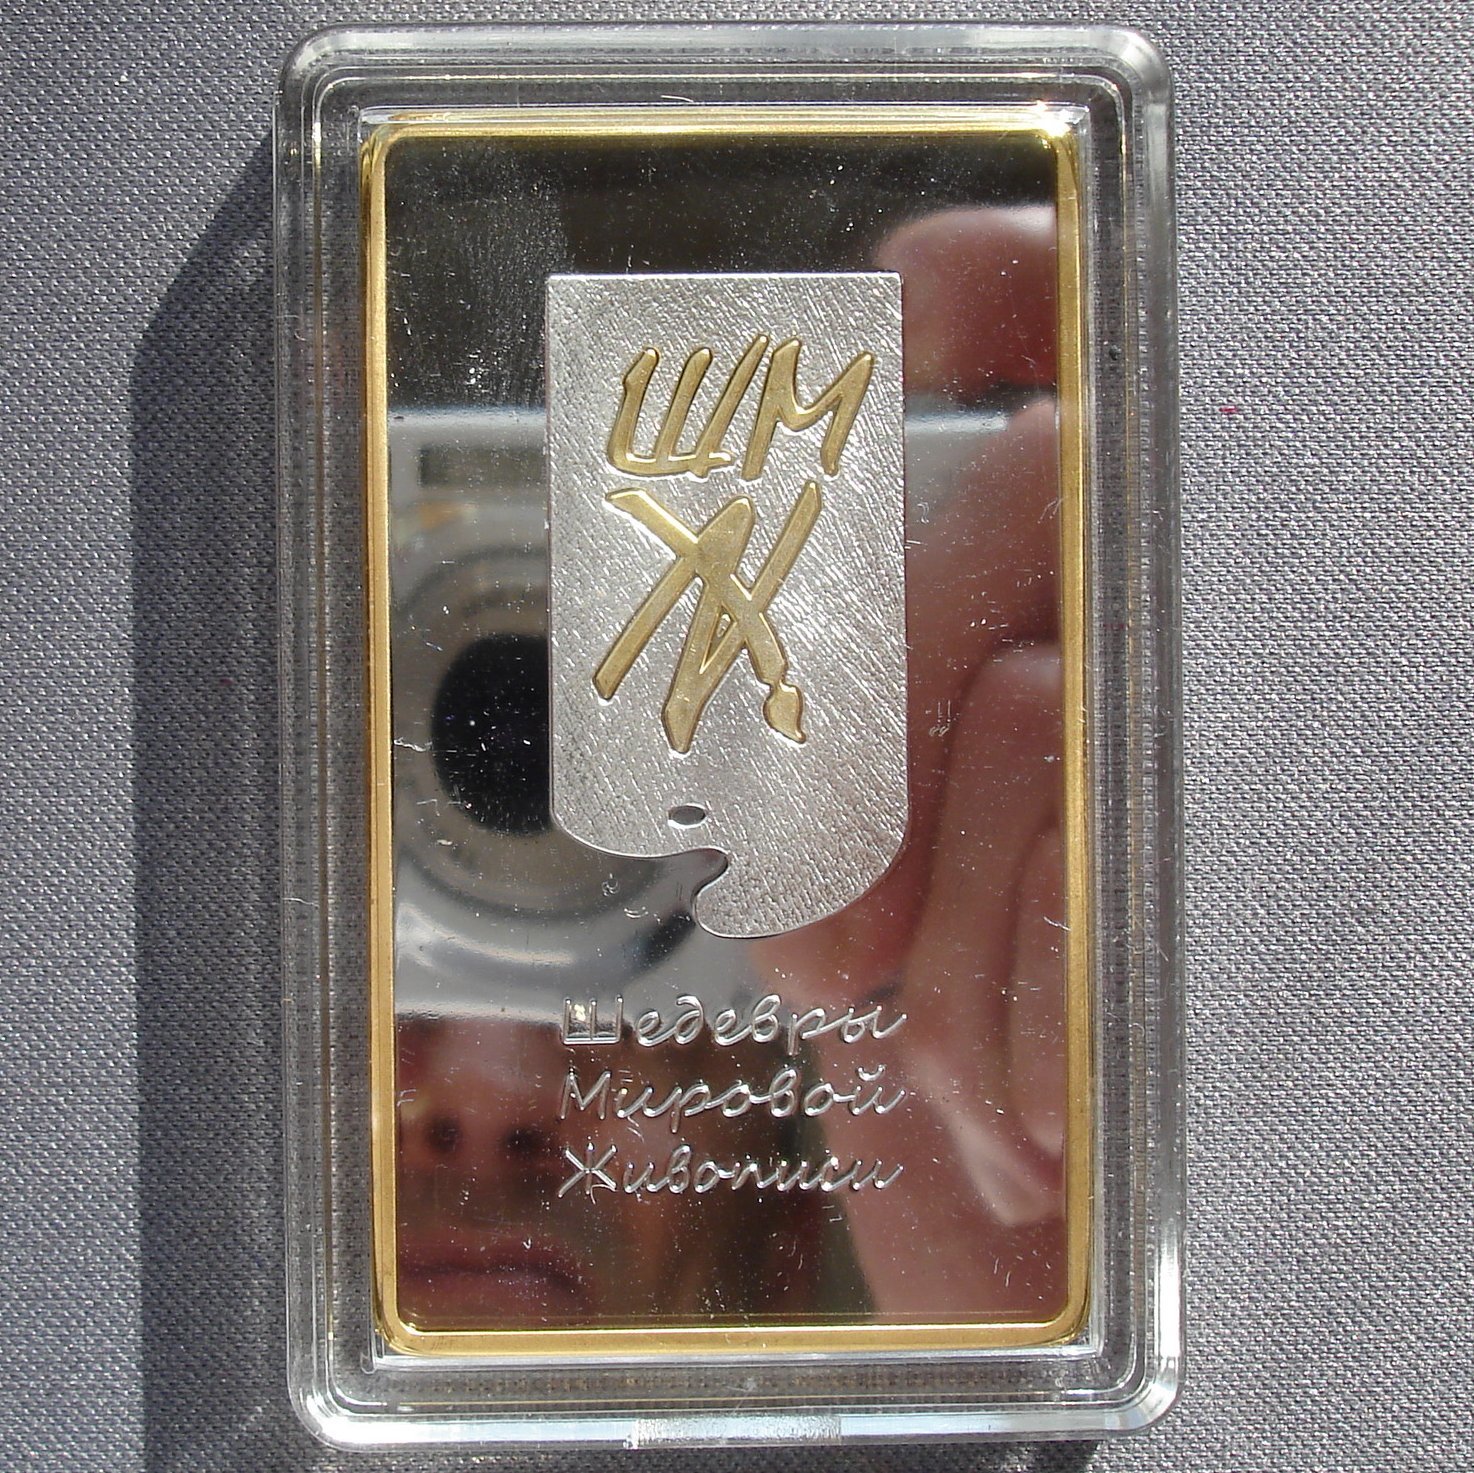 ШМ
Ж
Шедевры
Мировой
Живописи